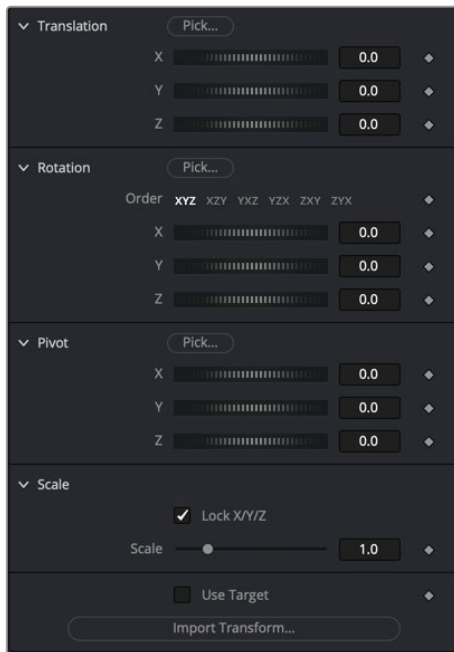 Translation Pick...
X 0.0
Y 0.0
Z 0.0
Rotation Pick...
Order XYZ XZY YXZ YZX ZXY ZYX
X 0.0
Y 0.0
Z 0.0
Pivot Pick...
X 0.0
Y 0.0
Z 0.0
Scale
Lock X/Y/Z
Scale 1.0
Use Target
Import Transform...